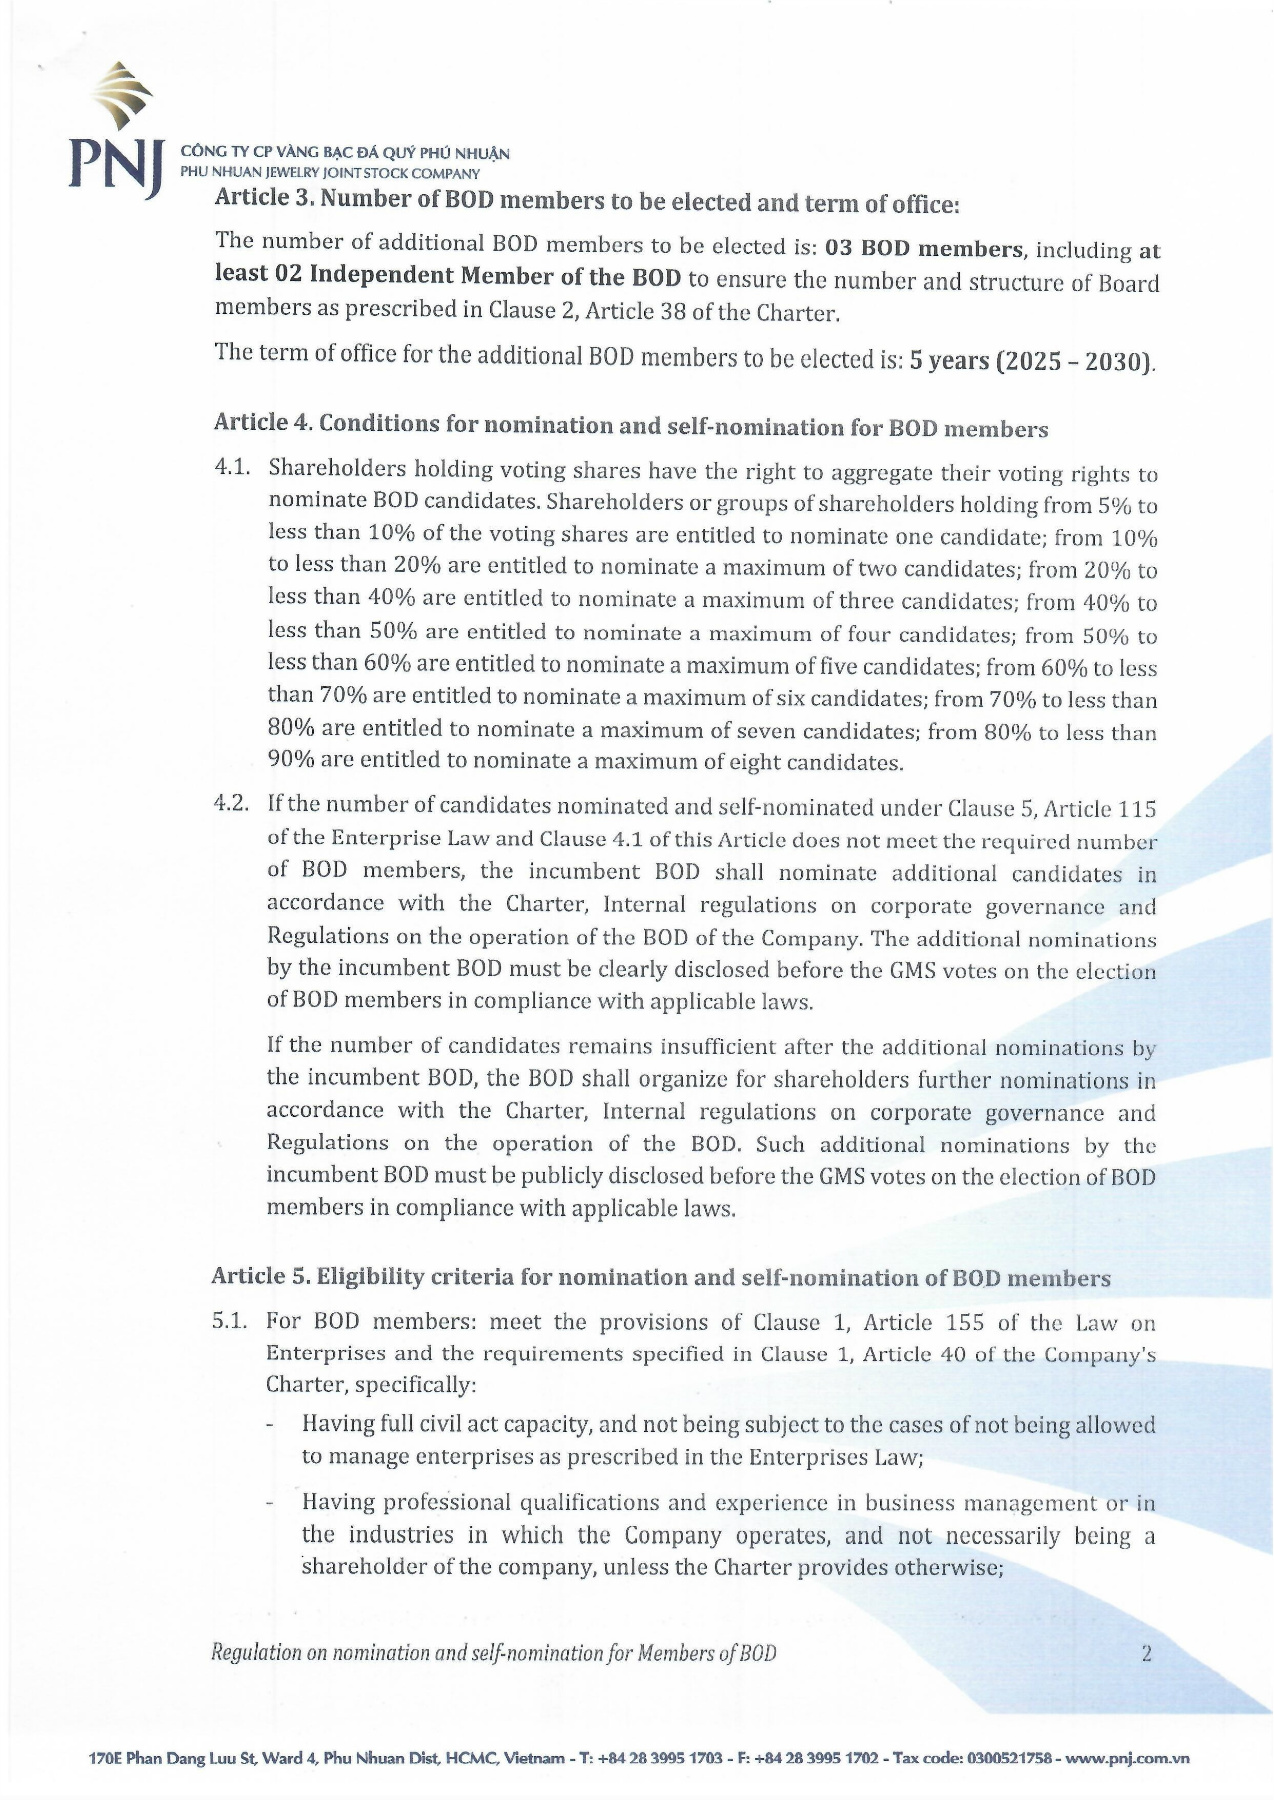 PNJ
CÔNG TY CP VÀNG BẠC ĐÁ QUÝ PHÚ NHUẬN
PHU NHUAN JEWELRY JOINT STOCK COMPANY
Article 3. Number of BOD members to be elected and term of office:
The number of additional BOD members to be elected is: 03 BOD members, including at
least 02 Independent Member of the BOD to ensure the number and structure of Board
members as prescribed in Clause 2, Article 38 of the Charter.
The term of office for the additional BOD members to be elected is: 5 years (2025 – 2030).
Article 4. Conditions for nomination and self-nomination for BOD members
4.1. Shareholders holding voting shares have the right to aggregate their voting rights to
nominate BOD candidates. Shareholders or groups of shareholders holding from 5% to
less than 10% of the voting shares are entitled to nominate one candidate; from 10%
to less than 20% are entitled to nominate a maximum of two candidates; from 20% to
less than 40% are entitled to nominate a maximum of three candidates; from 40% to
less than 50% are entitled to nominate a maximum of four candidates; from 50% to
less than 60% are entitled to nominate a maximum of five candidates; from 60% to less
than 70% are entitled to nominate a maximum of six candidates; from 70% to less than
80% are entitled to nominate a maximum of seven candidates; from 80% to less than
90% are entitled to nominate a maximum of eight candidates.
4.2. If the number of candidates nominated and self-nominated under Clause 5, Article 115
of the Enterprise Law and Clause 4.1 of this Article does not meet the required number
of BOD members, the incumbent BOD shall nominate additional candidates in
accordance with the Charter, Internal regulations on corporate governance and
Regulations on the operation of the BOD of the Company. The additional nominations
by the incumbent BOD must be clearly disclosed before the GMS votes on the election
of BOD members in compliance with applicable laws.
If the number of candidates remains insufficient after the additional nominations by
the incumbent BOD, the BOD shall organize for shareholders further nominations in
accordance with the Charter, Internal regulations on corporate governance and
Regulations on the operation of the BOD. Such additional nominations by the
incumbent BOD must be publicly disclosed before the GMS votes on the election of BOD
members in compliance with applicable laws.
Article 5. Eligibility criteria for nomination and self-nomination of BOD members
5.1. For BOD members: meet the provisions of Clause 1, Article 155 of the Law on
Enterprises and the requirements specified in Clause 1, Article 40 of the Company's
Charter, specifically:
- Having full civil act capacity, and not being subject to the cases of not being allowed
to manage enterprises as prescribed in the Enterprises Law;
- Having professional qualifications and experience in business management or in
the industries in which the Company operates, and not necessarily being a
shareholder of the company, unless the Charter provides otherwise;
Regulation on nomination and self-nomination for Members of BOD 2
170E Phan Dang Luu St, Ward 4, Phu Nhuan Dist, HCMC, Vietnam - T: +84 28 3995 1703 - F: +84 28 3995 1702 - Tax code: 0300521758 - www.pnj.com.vn